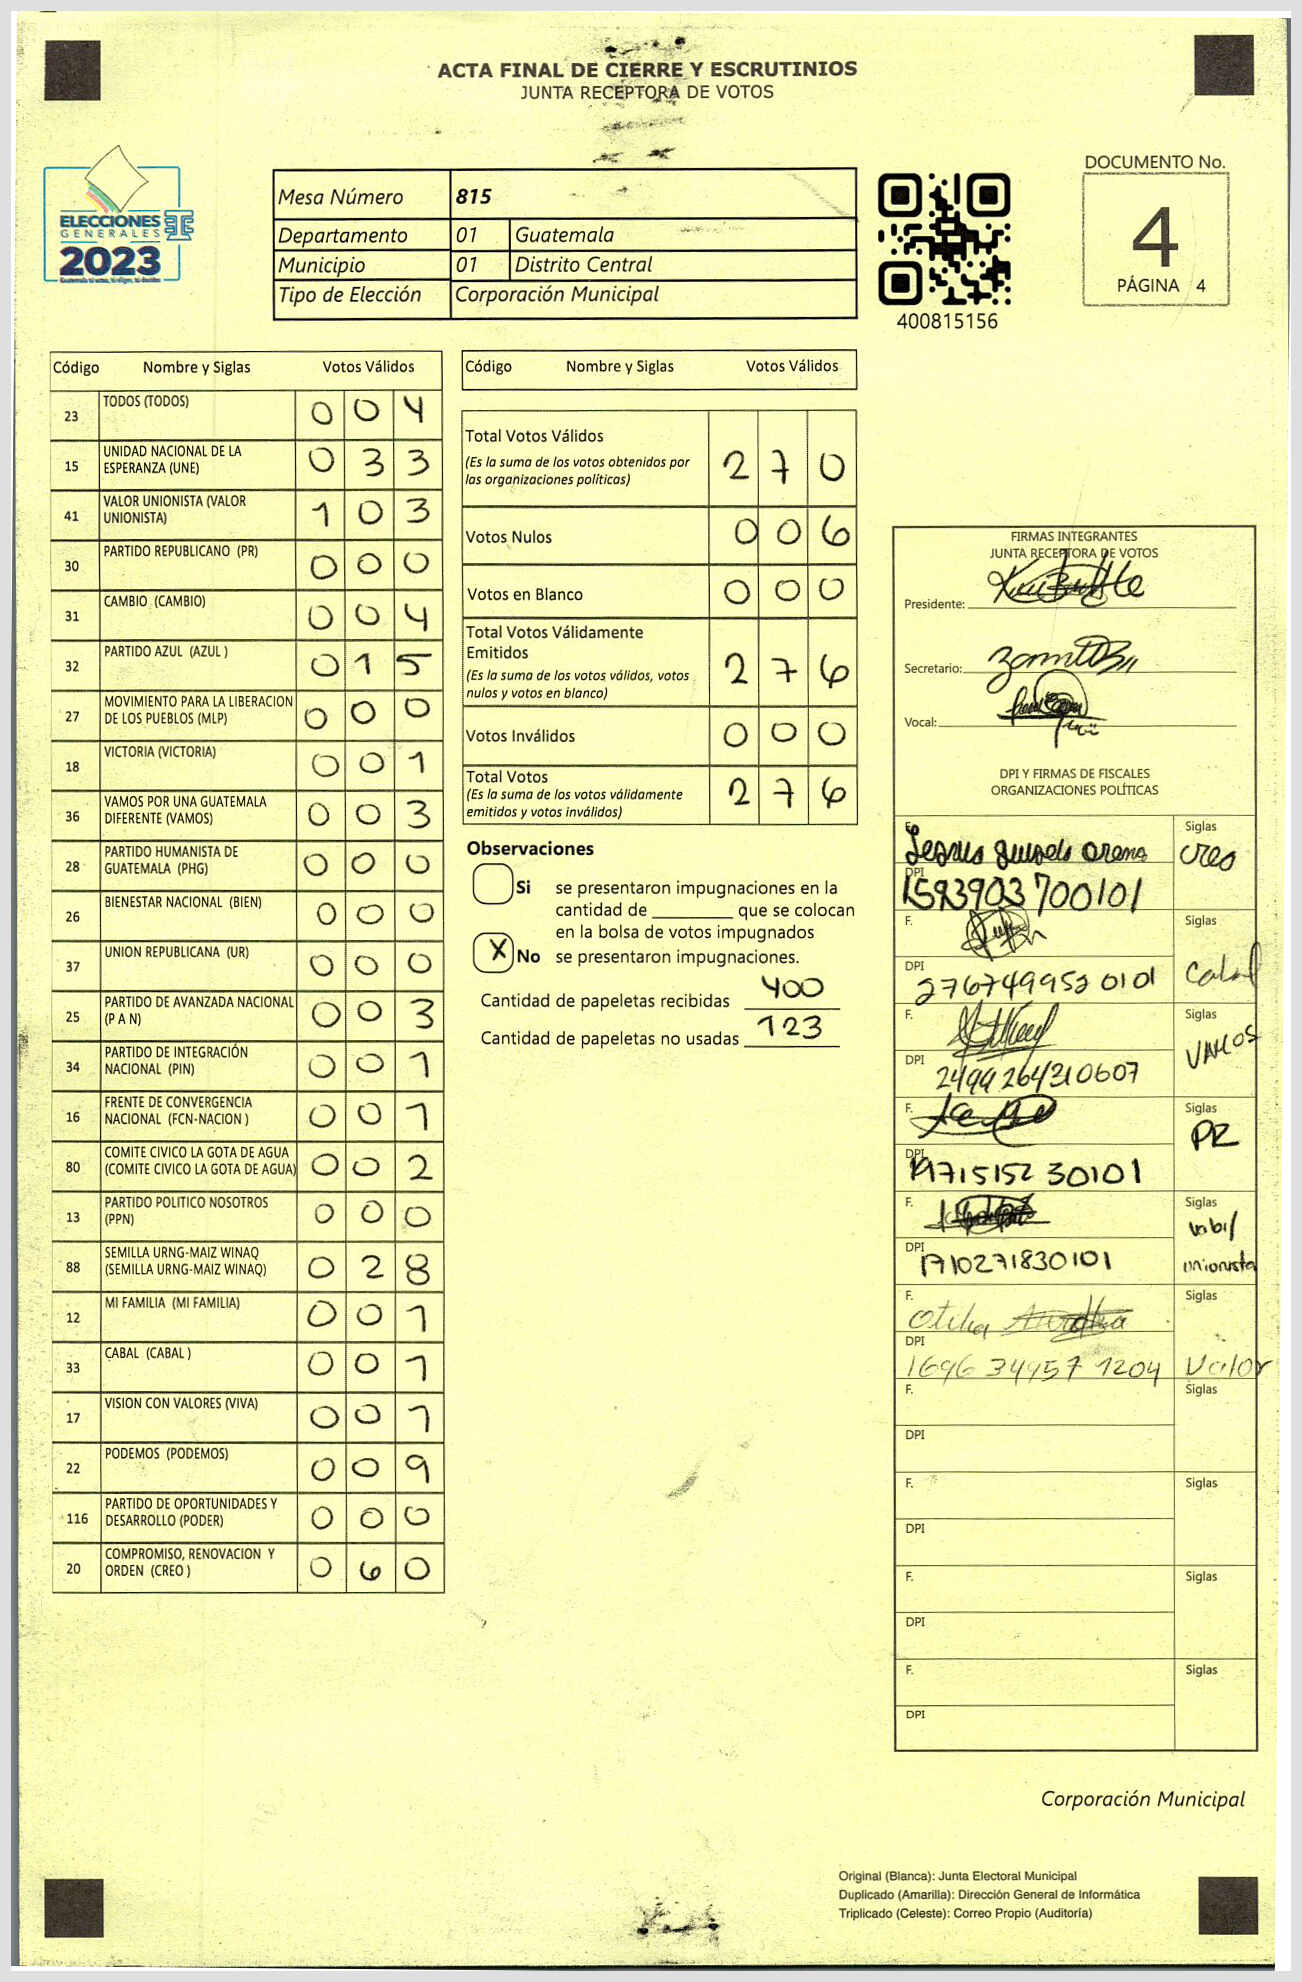 ACTA FINAL DE CIERRE Y ESCRUTINIOS
JUNTA RECEPTORA DE VOTOS
ELECCIONES
GENERALES
2023
Mesa Número 815
Departamento 01 Guatemala
Municipio 01 Distrito Central
Tipo de Elección Corporación Municipal
400815156
DOCUMENTO No.
4
PÁGINA 4
Código Nombre y Siglas Votos Válidos
23 TODOS (TODOS) 0 0 4
15 UNIDAD NACIONAL DE LA ESPERANZA (UNE) 0 3 3
41 VALOR UNIONISTA (VALOR UNIONISTA) 1 0 3
30 PARTIDO REPUBLICANO (PR) 0 0 0
31 CAMBIO (CAMBIO) 0 0 4
32 PARTIDO AZUL (AZUL ) 0 1 5
27 MOVIMIENTO PARA LA LIBERACION DE LOS PUEBLOS (MLP) 0 0 0
18 VICTORIA (VICTORIA) 0 0 1
36 VAMOS POR UNA GUATEMALA DIFERENTE (VAMOS) 0 0 3
28 PARTIDO HUMANISTA DE GUATEMALA (PHG) 0 0 0
26 BIENESTAR NACIONAL (BIEN) 0 0 0
37 UNION REPUBLICANA (UR) 0 0 0
25 PARTIDO DE AVANZADA NACIONAL (P A N) 0 0 3
34 PARTIDO DE INTEGRACIÓN NACIONAL (PIN) 0 0 1
16 FRENTE DE CONVERGENCIA NACIONAL (FCN-NACION ) 0 0 1
80 COMITE CIVICO LA GOTA DE AGUA (COMITE CIVICO LA GOTA DE AGUA) 0 0 2
13 PARTIDO POLITICO NOSOTROS (PPN) 0 0 0
88 SEMILLA URNG-MAIZ WINAQ (SEMILLA URNG-MAIZ WINAQ) 0 2 8
12 MI FAMILIA (MI FAMILIA) 0 0 1
33 CABAL (CABAL ) 0 0 1
17 VISION CON VALORES (VIVA) 0 0 1
22 PODEMOS (PODEMOS) 0 0 9
116 PARTIDO DE OPORTUNIDADES Y DESARROLLO (PODER) 0 0 0
20 COMPROMISO, RENOVACION Y ORDEN (CREO ) 0 6 0
Código Nombre y Siglas Votos Válidos
Total Votos Válidos 2 7 0
(Es la suma de los votos obtenidos por
las organizaciones políticas)
Votos Nulos 0 0 6
Votos en Blanco 0 0 0
Total Votos Válidamente
Emitidos 2 7 6
(Es la suma de los votos válidos, votos
nulos y votos en blanco)
Votos Inválidos 0 0 0
Total Votos 2 7 6
(Es la suma de los votos válidamente
emitidos y votos inválidos)
Observaciones
Si se presentaron impugnaciones en la
cantidad de ________ que se colocan
en la bolsa de votos impugnados
X No se presentaron impugnaciones.
Cantidad de papeletas recibidas 400
Cantidad de papeletas no usadas 123
FIRMAS INTEGRANTES
JUNTA RECEPTORA DE VOTOS
Presidente:
Secretario:
Vocal:
DPI Y FIRMAS DE FISCALES
ORGANIZACIONES POLÍTICAS
F. Siglas creo
DPI 1593903700101
F. Siglas Cabal
DPI 276749952 0101
F. Siglas VAMOS
DPI 2499 264310607
F. Siglas PR
DPI 19715152 30101
F. Siglas
unionista
DPI 1710271830101
F. Otilia Siglas
DPI 1696 34957 1204 Valor
F. Siglas
DPI
F. Siglas
DPI
F. Siglas
DPI
F. Siglas
DPI
Corporación Municipal
Original (Blanca): Junta Electoral Municipal
Duplicado (Amarilla): Dirección General de Informática
Triplicado (Celeste): Correo Propio (Auditoría)